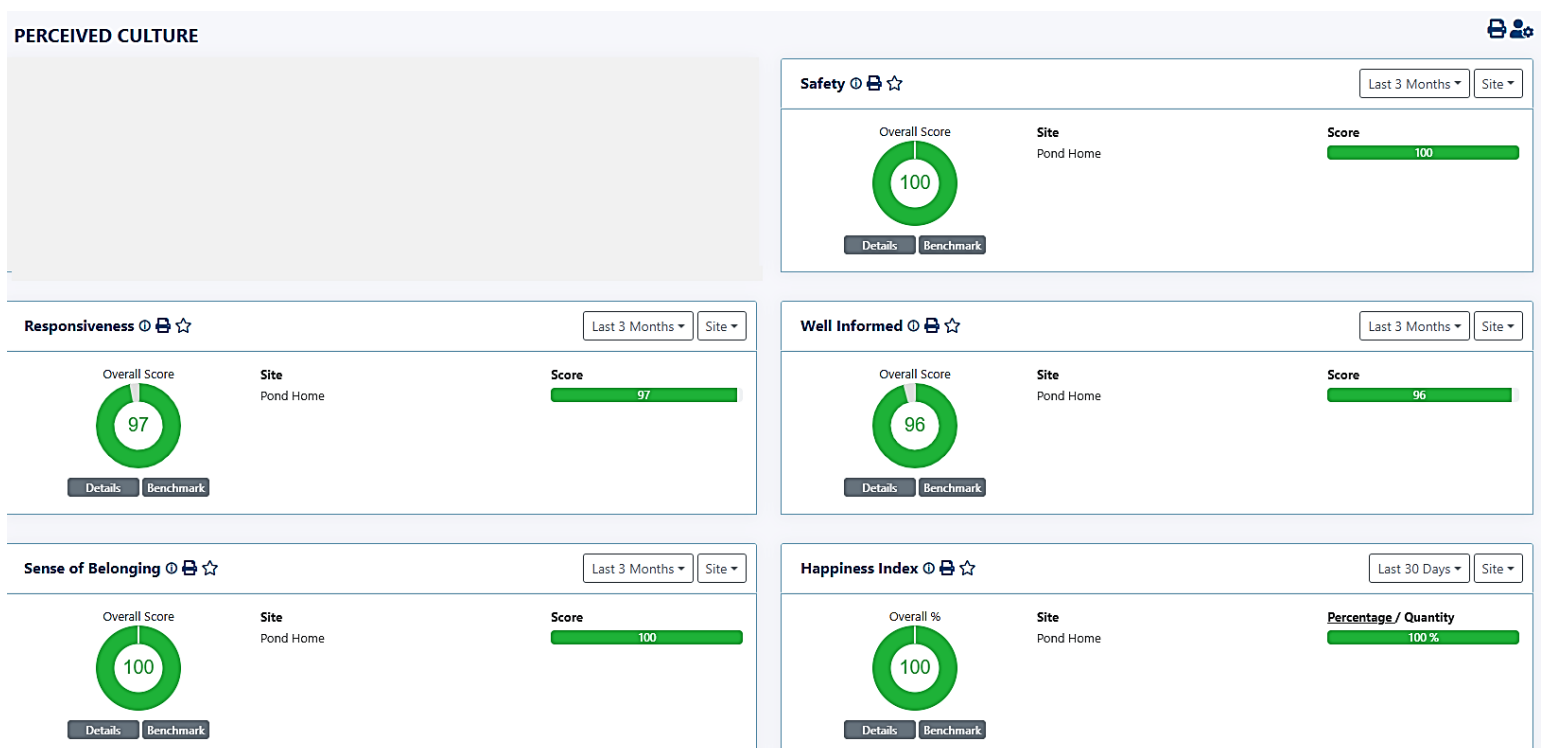 PERCEIVED CULTURE
Safety
Last 3 Months
Site
Overall Score
Site
Score
Pond Home
100
100
Details
Benchmark
Responsiveness
Last 3 Months
Site
Overall Score
Site
Score
Pond Home
97
97
Details
Benchmark
Well Informed
Last 3 Months
Site
Overall Score
Site
Score
Pond Home
96
96
Details
Benchmark
Sense of Belonging
Last 3 Months
Site
Overall Score
Site
Score
Pond Home
100
100
Details
Benchmark
Happiness Index
Last 30 Days
Site
Overall %
Site
Percentage / Quantity
Pond Home
100 %
100
Details
Benchmark